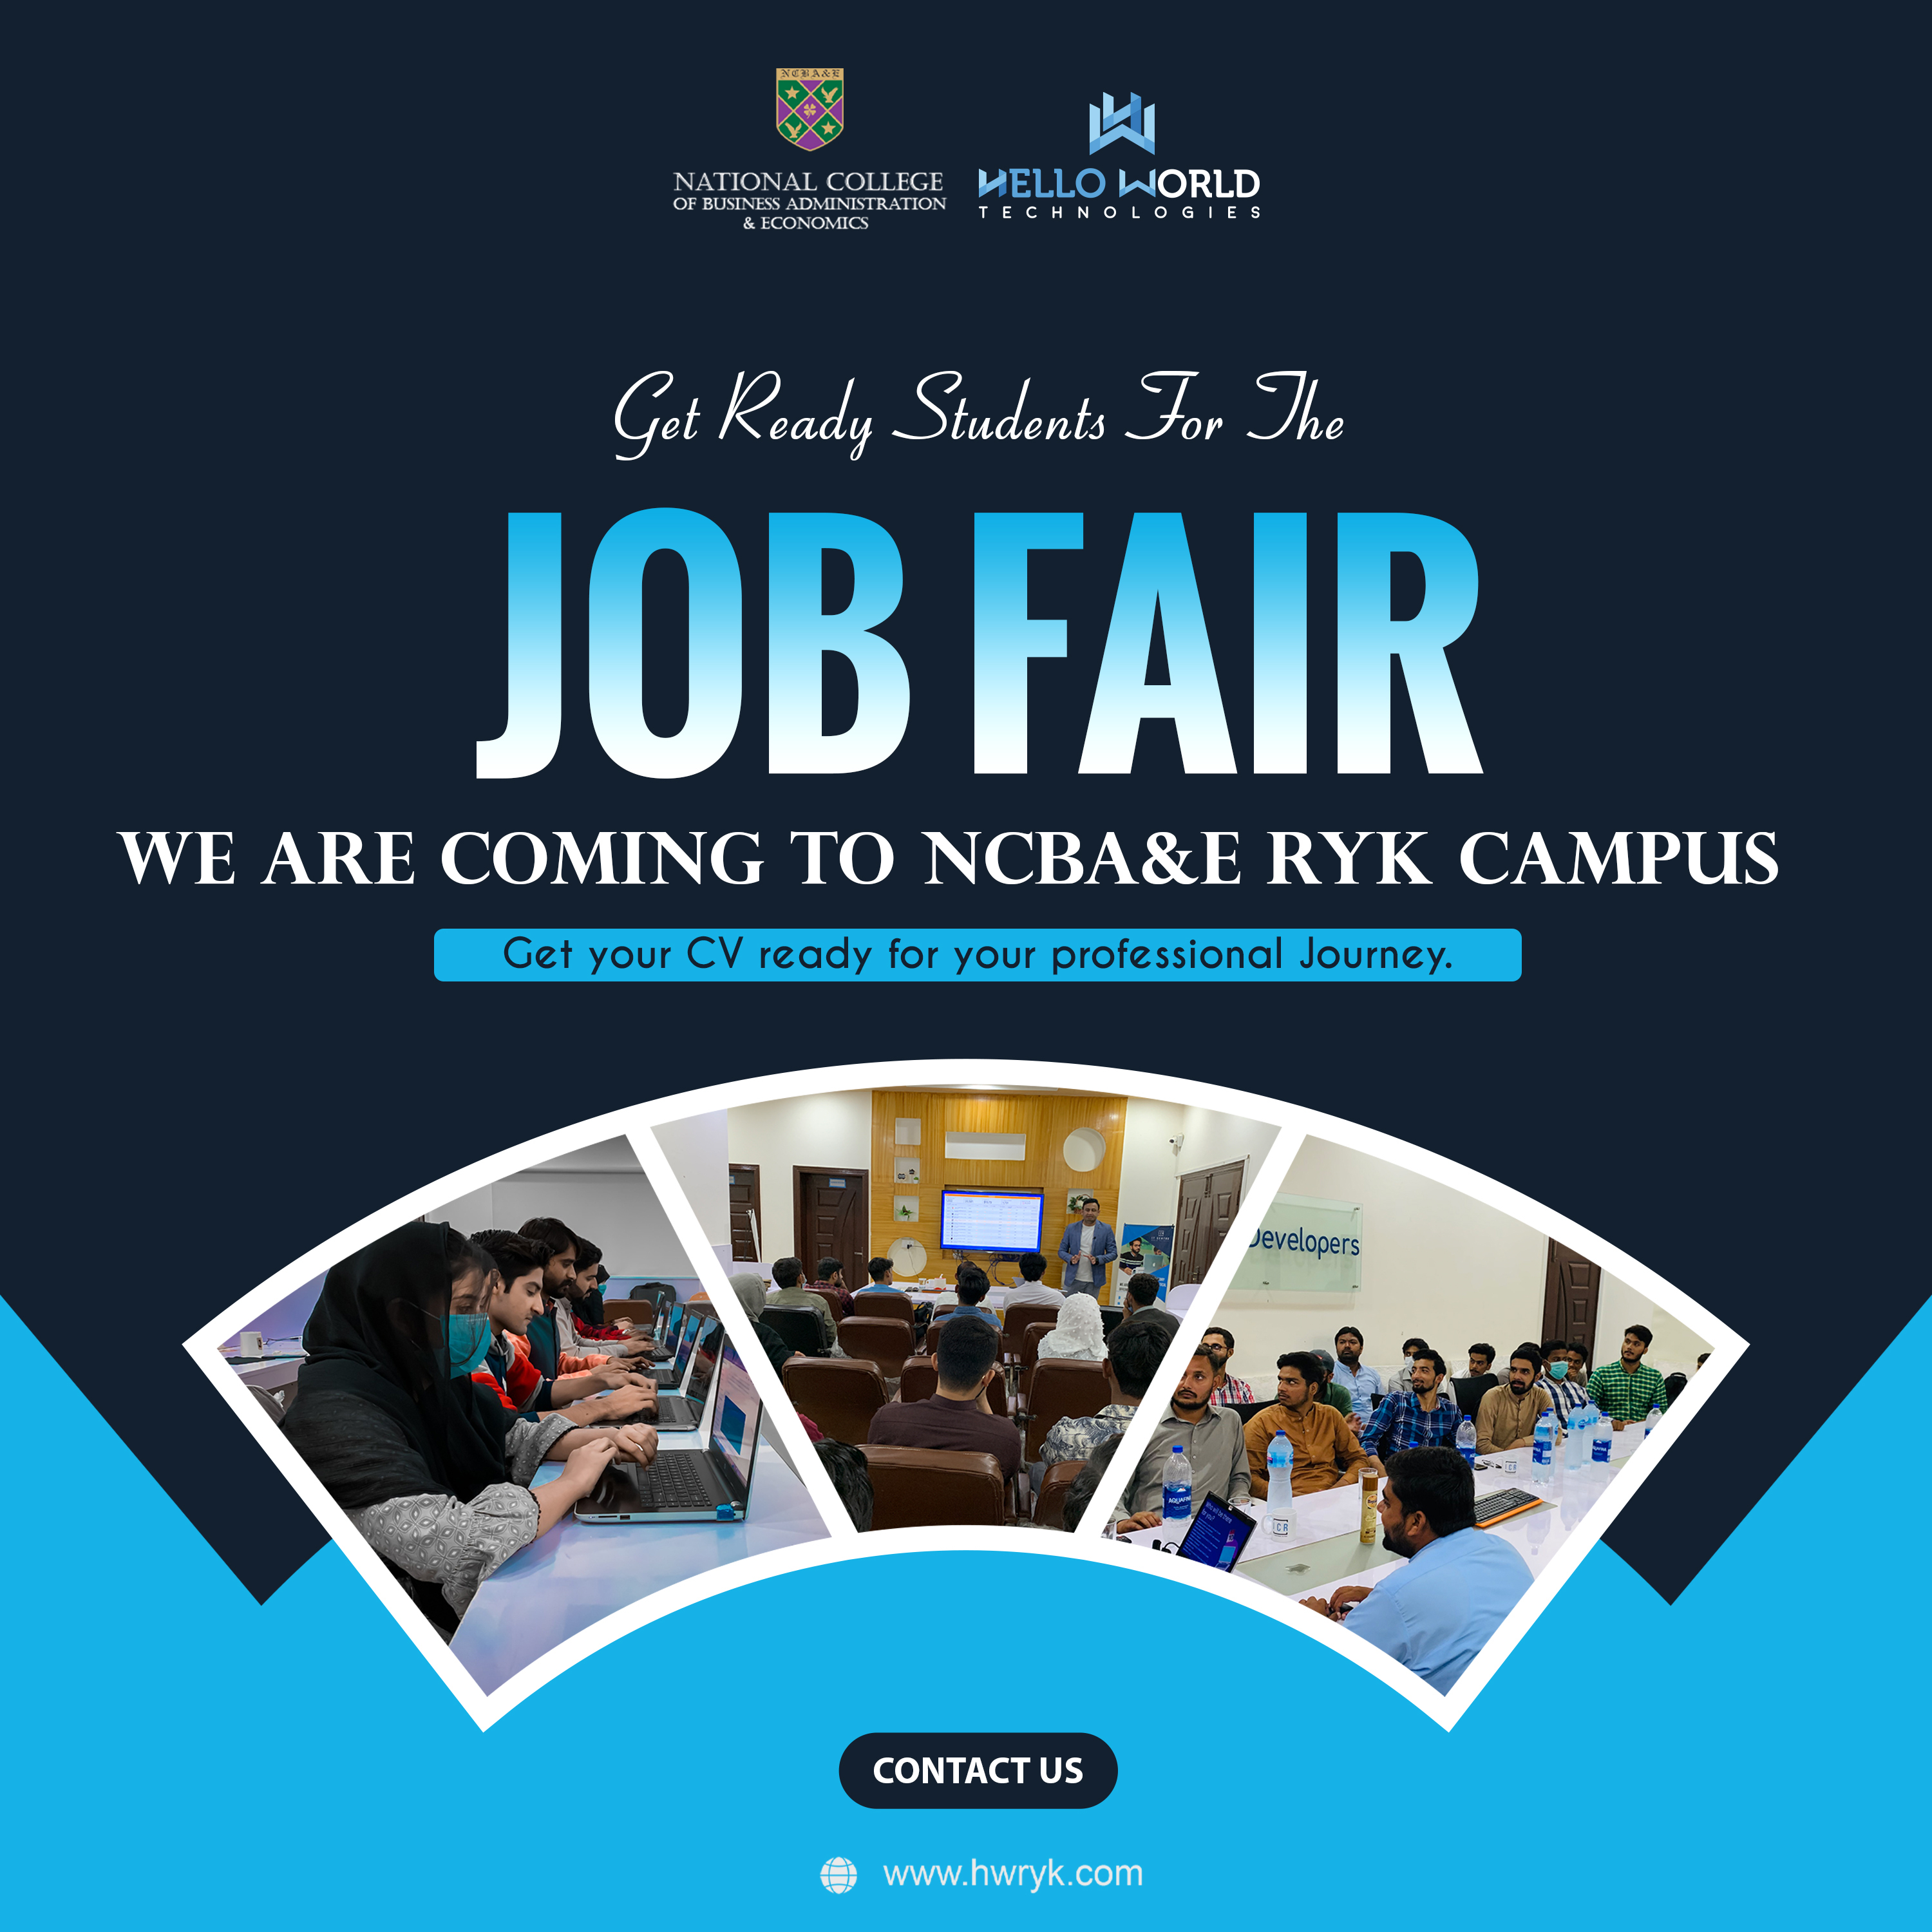 NCBA&E
NATIONAL COLLEGE
OF BUSINESS ADMINISTRATION
& ECONOMICS
HELLO WORLD
TECHNOLOGIES
Get Ready Students For The
JOB FAIR
WE ARE COMING TO NCBA&E RYK CAMPUS
Get your CV ready for your professional Journey.
Developers
AQUAFINA
CONTACT US
www.hwryk.com